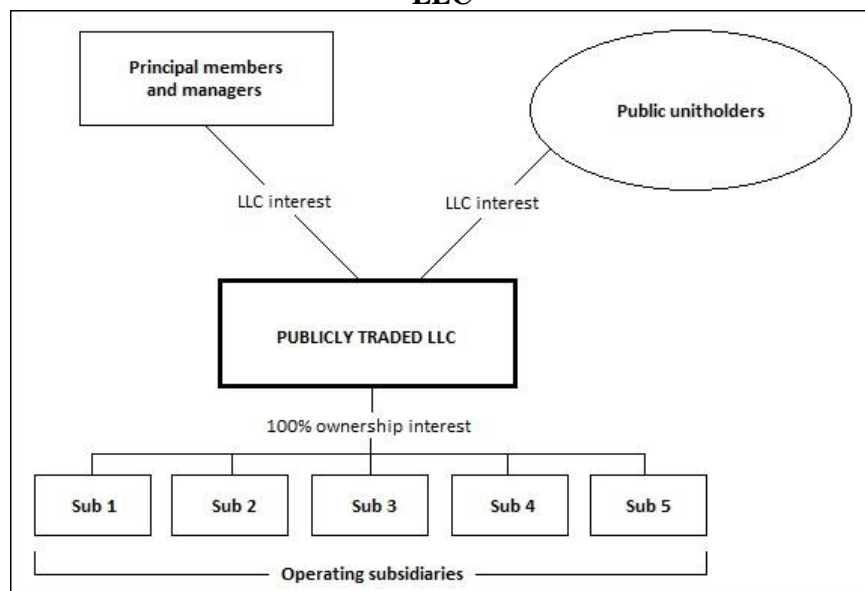 LLC
Principal members
and managers
Public unitholders
LLC interest
LLC interest
PUBLICLY TRADED LLC
100% ownership interest
Sub 1
Sub 2
Sub 3
Sub 4
Sub 5
Operating subsidiaries